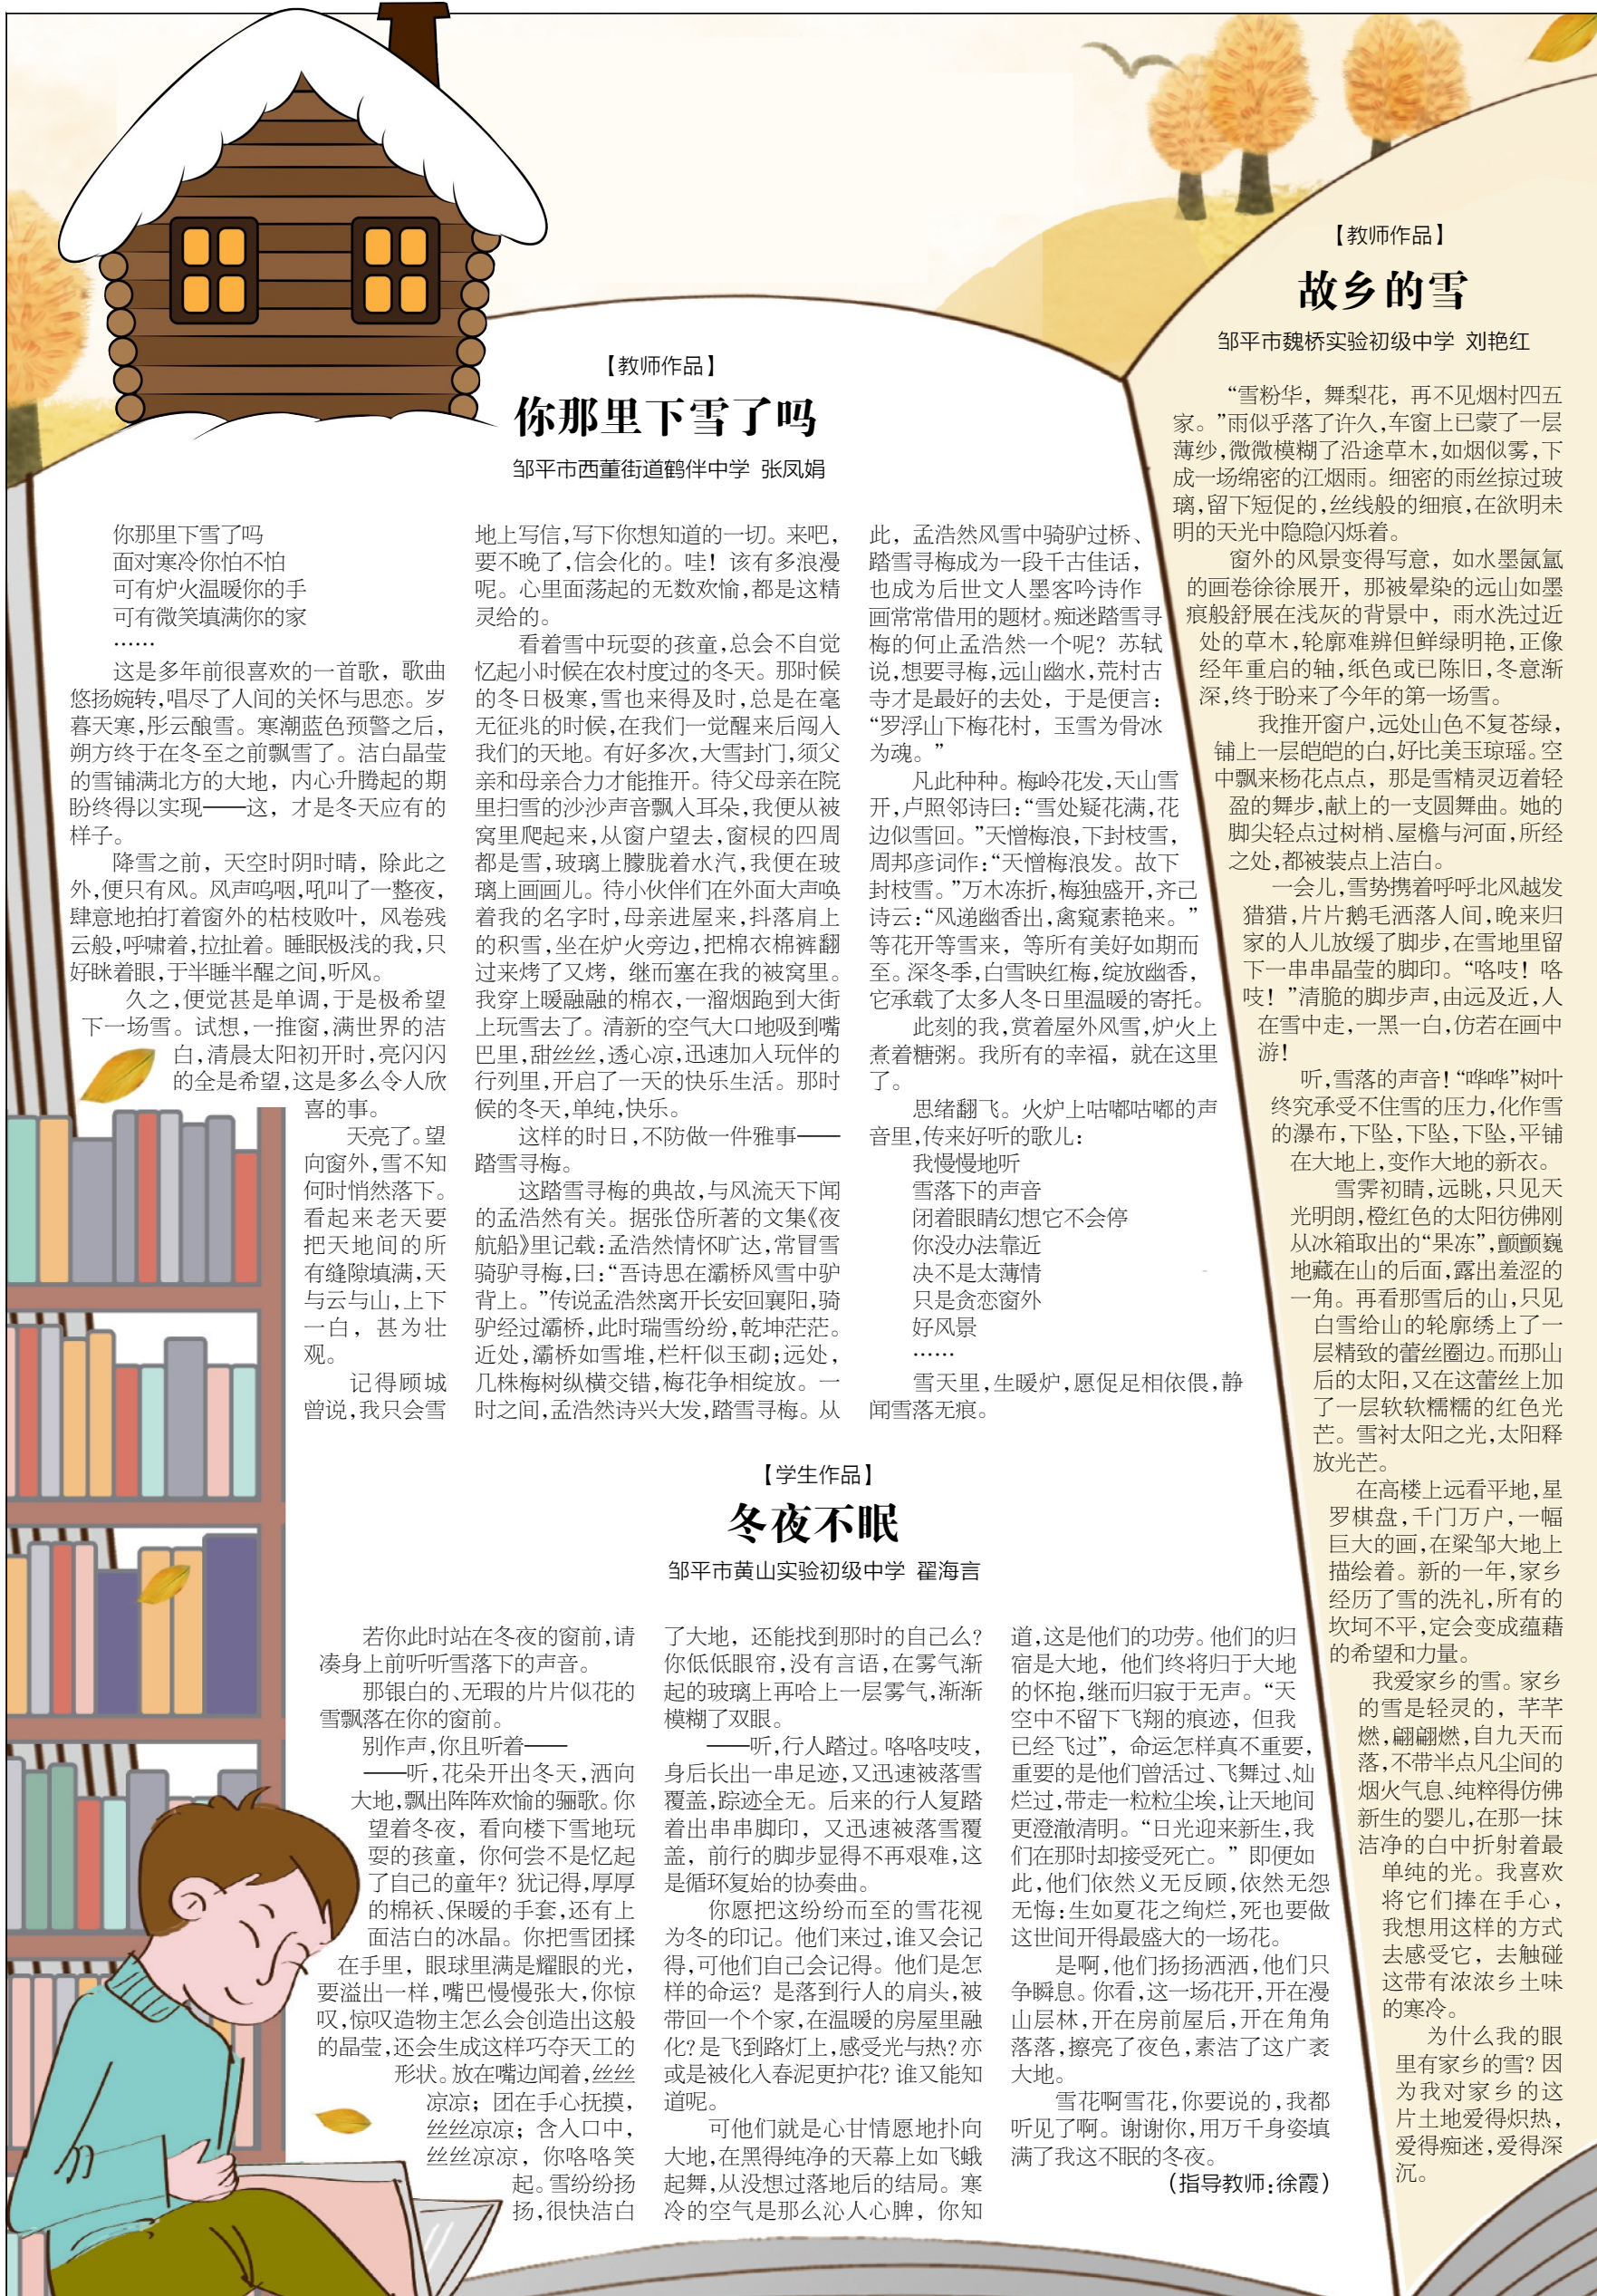 【教师作品】
你那里下雪了吗
邹平市西董街道鹤伴中学 张凤娟
你那里下雪了吗
面对寒冷你怕不怕
可有炉火温暖你的手
可有微笑填满你的家
……
这是多年前很喜欢的一首歌，歌曲
悠扬婉转，唱尽了人间的关怀与思恋。岁
暮天寒，彤云酿雪。寒潮蓝色预警之后，
朔方终于在冬至之前飘雪了。洁白晶莹
的雪铺满北方的大地，内心升腾起的期
盼终得以实现——这，才是冬天应有的
样子。
降雪之前，天空时阴时晴，除此之
外，便只有风。风声呜咽，吼叫了一整夜，
肆意地拍打着窗外的枯枝败叶，风卷残
云般，呼啸着，拉扯着。睡眠极浅的我，只
好眯着眼，于半睡半醒之间，听风。
久之，便觉甚是单调，于是极希望
下一场雪。试想，一推窗，满世界的洁
白，清晨太阳初开时，亮闪闪
的全是希望，这是多么令人欣
喜的事。
天亮了。望
向窗外，雪不知
何时悄然落下。
看起来老天要
把天地间的所
有缝隙填满，天
与云与山，上下
一白，甚为壮
观。
记得顾城
曾说，我只会雪
地上写信，写下你想知道的一切。来吧，
要不晚了，信会化的。哇！该有多浪漫
呢。心里面荡起的无数欢愉，都是这精
灵给的。
看着雪中玩耍的孩童，总会不自觉
忆起小时候在农村度过的冬天。那时候
的冬日极寒，雪也来得及时，总是在毫
无征兆的时候，在我们一觉醒来后闯入
我们的天地。有好多次，大雪封门，须父
亲和母亲合力才能推开。待父母亲在院
里扫雪的沙沙声音飘入耳朵，我便从被
窝里爬起来，从窗户望去，窗棂的四周
都是雪，玻璃上朦胧着水汽，我便在玻
璃上画画儿。待小伙伴们在外面大声唤
着我的名字时，母亲进屋来，抖落肩上
的积雪，坐在炉火旁边，把棉衣棉裤翻
过来烤了又烤，继而塞在我的被窝里。
我穿上暖融融的棉衣，一溜烟跑到大街
上玩雪去了。清新的空气大口地吸到嘴
巴里，甜丝丝，透心凉，迅速加入玩伴的
行列里，开启了一天的快乐生活。那时
候的冬天，单纯，快乐。
这样的时日，不防做一件雅事——
踏雪寻梅。
这踏雪寻梅的典故，与风流天下闻
的孟浩然有关。据张岱所著的文集《夜
航船》里记载：孟浩然情怀旷达，常冒雪
骑驴寻梅，曰：“吾诗思在灞桥风雪中驴
背上。”传说孟浩然离开长安回襄阳，骑
驴经过灞桥，此时瑞雪纷纷，乾坤茫茫。
近处，灞桥如雪堆，栏杆似玉砌；远处，
几株梅树纵横交错，梅花争相绽放。一
时之间，孟浩然诗兴大发，踏雪寻梅。从
此，孟浩然风雪中骑驴过桥、
踏雪寻梅成为一段千古佳话，
也成为后世文人墨客吟诗作
画常常借用的题材。痴迷踏雪寻
梅的何止孟浩然一个呢？苏轼
说，想要寻梅，远山幽水，荒村古
寺才是最好的去处，于是便言：
“罗浮山下梅花村，玉雪为骨冰
为魂。”
凡此种种。梅岭花发，天山雪
开，卢照邻诗曰：“雪处疑花满，花
边似雪回。”天憎梅浪，下封枝雪，
周邦彦词作：“天憎梅浪发。故下
封枝雪。”万木冻折，梅独盛开，齐己
诗云：“风递幽香出，禽窥素艳来。”
等花开等雪来，等所有美好如期而
至。深冬季，白雪映红梅，绽放幽香，
它承载了太多人冬日里温暖的寄托。
此刻的我，赏着屋外风雪，炉火上
煮着糖粥。我所有的幸福，就在这里
了。
思绪翻飞。火炉上咕嘟咕嘟的声
音里，传来好听的歌儿：
我慢慢地听
雪落下的声音
闭着眼睛幻想它不会停
你没办法靠近
决不是太薄情
只是贪恋窗外
好风景
……
雪天里，生暖炉，愿促足相依偎，静
闻雪落无痕。
【学生作品】
冬夜不眠
邹平市黄山实验初级中学 翟海言
若你此时站在冬夜的窗前，请
凑身上前听听雪落下的声音。
那银白的、无瑕的片片似花的
雪飘落在你的窗前。
别作声，你且听着——
——听，花朵开出冬天，洒向
大地，飘出阵阵欢愉的骊歌。你
望着冬夜，看向楼下雪地玩
耍的孩童，你何尝不是忆起
了自己的童年？犹记得，厚厚
的棉袄、保暖的手套，还有上
面洁白的冰晶。你把雪团揉
在手里，眼球里满是耀眼的光，
要溢出一样，嘴巴慢慢张大，你惊
叹，惊叹造物主怎么会创造出这般
的晶莹，还会生成这样巧夺天工的
形状。放在嘴边闻着，丝丝
凉凉；团在手心抚摸，
丝丝凉凉；含入口中，
丝丝凉凉，你咯咯笑
起。雪纷纷扬
扬，很快洁白
了大地，还能找到那时的自己么？
你低低眼帘，没有言语，在雾气渐
起的玻璃上再哈上一层雾气，渐渐
模糊了双眼。
——听，行人踏过。咯咯吱吱，
身后长出一串足迹，又迅速被落雪
覆盖，踪迹全无。后来的行人复踏
着出串串脚印，又迅速被落雪覆
盖，前行的脚步显得不再艰难，这
是循环复始的协奏曲。
你愿把这纷纷而至的雪花视
为冬的印记。他们来过，谁又会记
得，可他们自己会记得。他们是怎
样的命运？是落到行人的肩头，被
带回一个个家，在温暖的房屋里融
化？是飞到路灯上，感受光与热？亦
或是被化入春泥更护花？谁又能知
道呢。
可他们就是心甘情愿地扑向
大地，在黑得纯净的天幕上如飞蛾
起舞，从没想过落地后的结局。寒
冷的空气是那么沁人心脾，你知
道，这是他们的功劳。他们的归
宿是大地，他们终将归于大地
的怀抱，继而归寂于无声。“天
空中不留下飞翔的痕迹，但我
已经飞过”，命运怎样真不重要，
重要的是他们曾活过、飞舞过、灿
烂过，带走一粒粒尘埃，让天地间
更澄澈清明。“日光迎来新生，我
们在那时却接受死亡。”即便如
此，他们依然义无反顾，依然无怨
无悔：生如夏花之绚烂，死也要做
这世间开得最盛大的一场花。
是啊，他们扬扬洒洒，他们只
争瞬息。你看，这一场花开，开在漫
山层林，开在房前屋后，开在角角
落落，擦亮了夜色，素洁了这广袤
大地。
雪花啊雪花，你要说的，我都
听见了啊。谢谢你，用万千身姿填
满了我这不眠的冬夜。
（指导教师：徐霞）
【教师作品】
故乡的雪
邹平市魏桥实验初级中学 刘艳红
“雪粉华，舞梨花，再不见烟村四五
家。”雨似乎落了许久，车窗上已蒙了一层
薄纱，微微模糊了沿途草木，如烟似雾，下
成一场绵密的江烟雨。细密的雨丝掠过玻
璃，留下短促的，丝线般的细痕，在欲明未
明的天光中隐隐闪烁着。
窗外的风景变得写意，如水墨氤氲
的画卷徐徐展开，那被晕染的远山如墨
痕般舒展在浅灰的背景中，雨水洗过近
处的草木，轮廓难辨但鲜绿明艳，正像
经年重启的轴，纸色或已陈旧，冬意渐
深，终于盼来了今年的第一场雪。
我推开窗户，远处山色不复苍绿，
铺上一层皑皑的白，好比美玉琼瑶。空
中飘来杨花点点，那是雪精灵迈着轻
盈的舞步，献上的一支圆舞曲。她的
脚尖轻点过树梢、屋檐与河面，所经
之处，都被装点上洁白。
一会儿，雪势携着呼呼北风越发
猎猎，片片鹅毛洒落人间，晚来归
家的人儿放缓了脚步，在雪地里留
下一串串晶莹的脚印。“咯吱！咯
吱！”清脆的脚步声，由远及近，人
在雪中走，一黑一白，仿若在画中
游！
听，雪落的声音！“哗哗”树叶
终究承受不住雪的压力，化作雪
的瀑布，下坠，下坠，下坠，平铺
在大地上，变作大地的新衣。
雪霁初晴，远眺，只见天
光明朗，橙红色的太阳彷佛刚
从冰箱取出的“果冻”，颤颤巍
地藏在山的后面，露出羞涩的
一角。再看那雪后的山，只见
白雪给山的轮廓绣上了一
层精致的蕾丝圈边。而那山
后的太阳，又在这蕾丝上加
了一层软软糯糯的红色光
芒。雪衬太阳之光，太阳释
放光芒。
在高楼上远看平地，星
罗棋盘，千门万户，一幅
巨大的画，在梁邹大地上
描绘着。新的一年，家乡
经历了雪的洗礼，所有的
坎坷不平，定会变成蕴藉
的希望和力量。
我爱家乡的雪。家乡
的雪是轻灵的，芊芊
燃，翩翩燃，自九天而
落，不带半点凡尘间的
烟火气息、纯粹得仿佛
新生的婴儿，在那一抹
洁净的白中折射着最
单纯的光。我喜欢
将它们捧在手心，
我想用这样的方式
去感受它，去触碰
这带有浓浓乡土味
的寒冷。
为什么我的眼
里有家乡的雪？因
为我对家乡的这
片土地爱得炽热，
爱得痴迷，爱得深
沉。